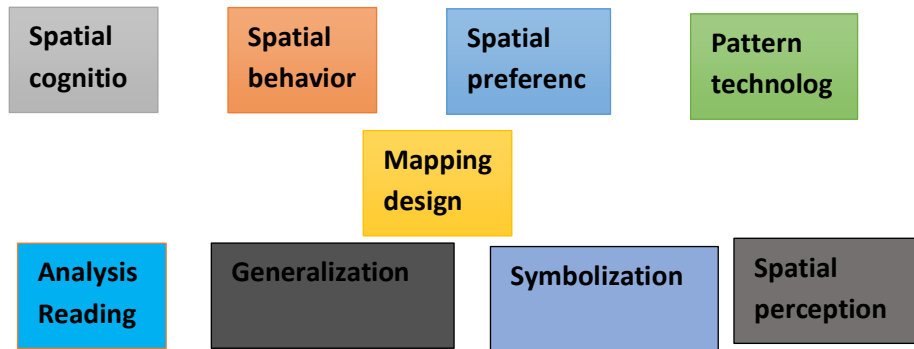 Spatial
cognitio
Spatial
behavior
Spatial
preferenc
Pattern
technolog
Mapping
design
Analysis
Reading
Generalization
Symbolization
Spatial
perception